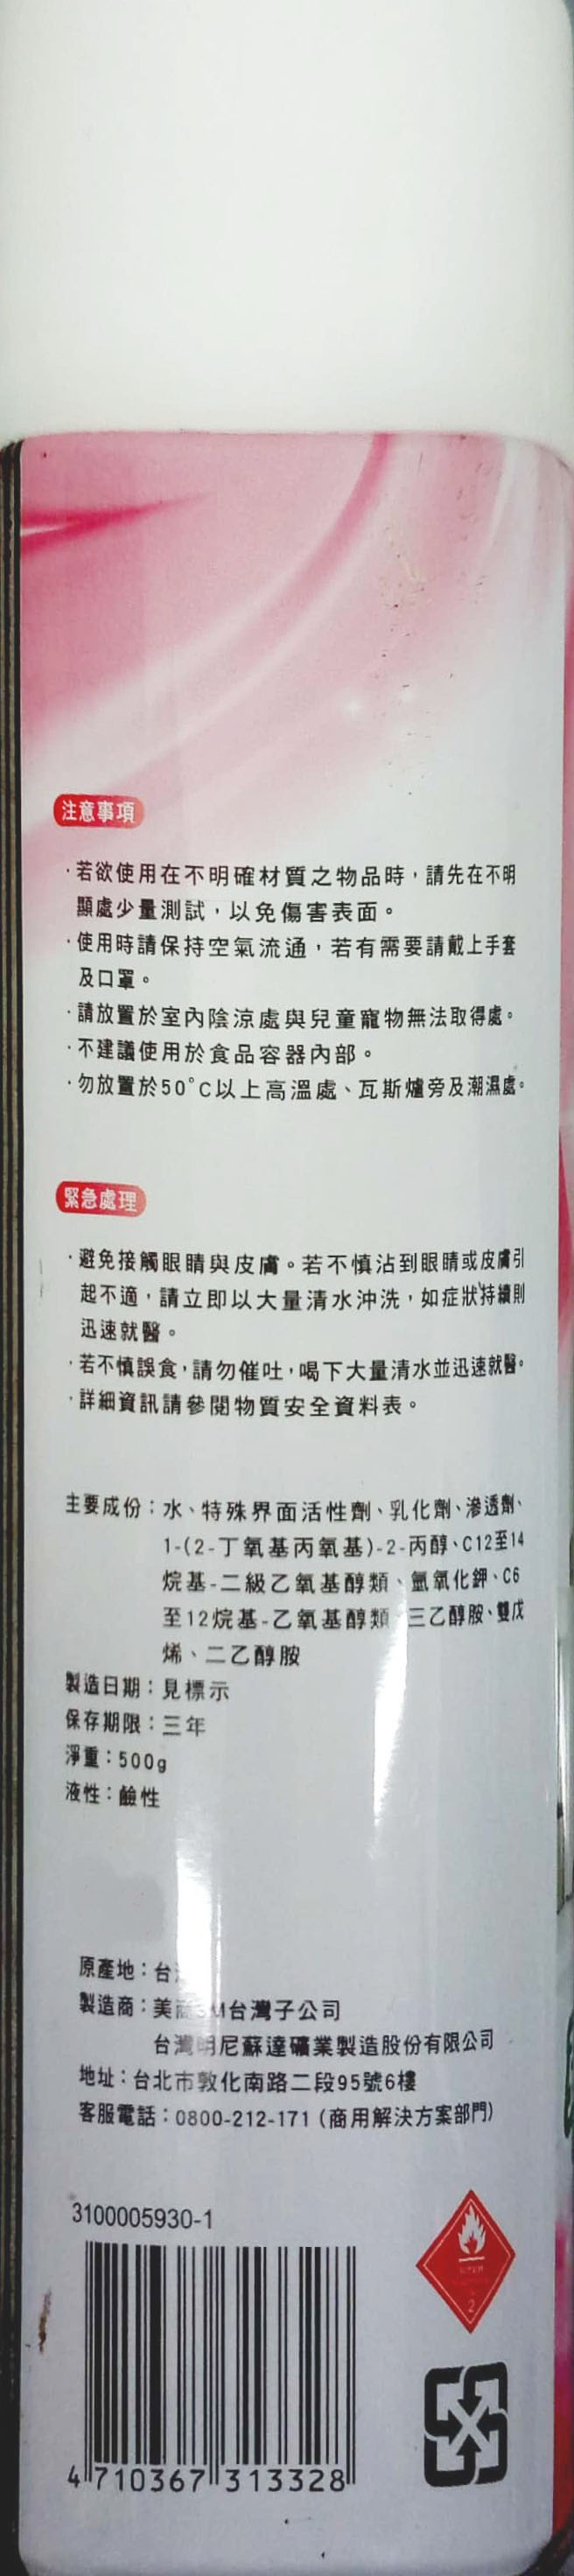 注意事項
·若欲使用在不明確材質之物品時，請先在不明
顯處少量測試，以免傷害表面。
·使用時請保持空氣流通，若有需要請戴上手套
及口罩。
·請放置於室內陰涼處與兒童寵物無法取得處。
·不建議使用於食品容器內部。
·勿放置於50°C以上高溫處、瓦斯爐旁及潮濕處。
緊急處理
·避免接觸眼睛與皮膚。若不慎沾到眼睛或皮膚引
起不適，請立即以大量清水沖洗，如症狀持續則
迅速就醫。
·若不慎誤食，請勿催吐，喝下大量清水並迅速就醫。
·詳細資訊請參閱物質安全資料表。
主要成份：水、特殊界面活性劑、乳化劑、滲透劑、
1-(2-丁氧基丙氧基)-2-丙醇、C12至14
烷基-二級乙氧基醇類、氫氧化鉀、C6
至12烷基-乙氧基醇類、三乙醇胺、雙戊
烯、二乙醇胺
製造日期：見標示
保存期限：三年
淨重：500g
液性：鹼性
原產地：台
製造商：美商3M台灣子公司
台灣明尼蘇達礦業製造股份有限公司
地址：台北市敦化南路二段95號6樓
客服電話：0800-212-171 (商用解決方案部門)
3100005930-1
2
4 710367 313328